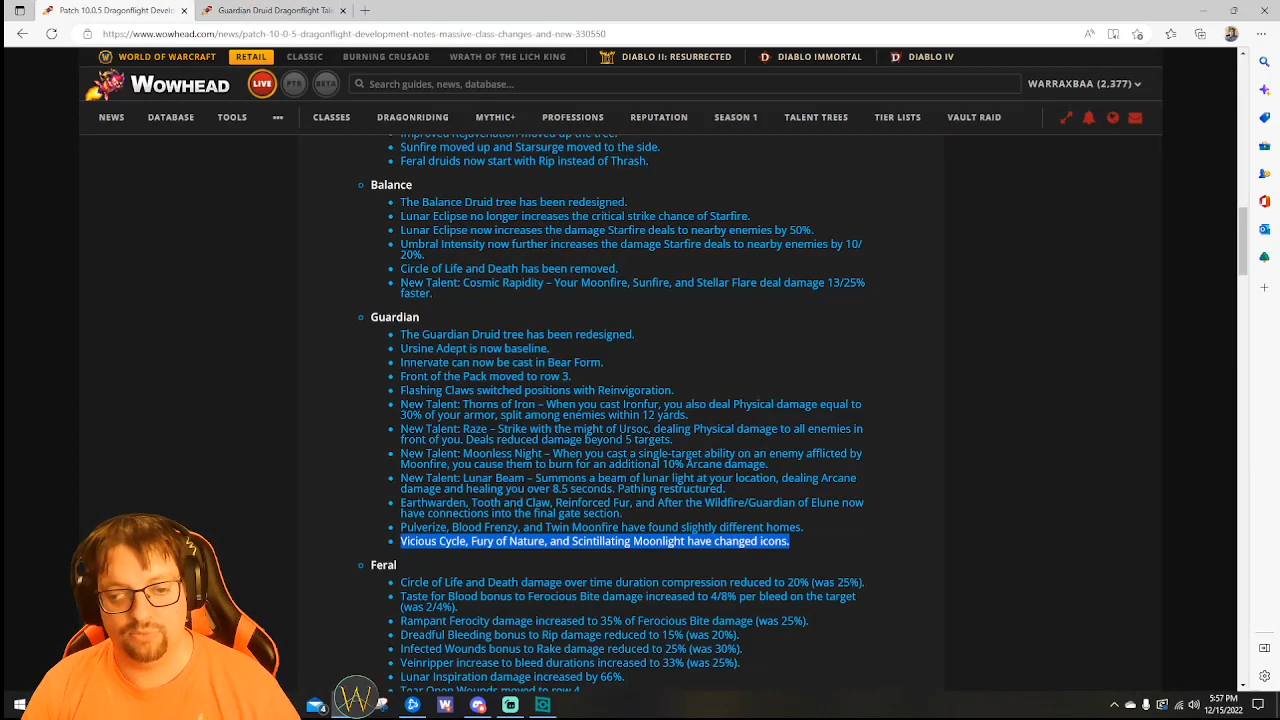 Patch 10.0.5 Dragonflight Develo
Guardian Druid Dragonflight Tale
https://www.wowhead.com/news/patch-10-0-5-dragonflight-development-notes-massive-class-changes-and-new-330550
WORLD OF WARCRAFT RETAIL CLASSIC BURNING CRUSADE WRATH OF THE LICH KING DIABLO II: RESURRECTED DIABLO IMMORTAL DIABLO IV
WOWHEAD LIVE PTR BETA Search guides, news, database... WARRAXBAA (2,377)
NEWS DATABASE TOOLS ••• CLASSES DRAGONRIDING MYTHIC+ PROFESSIONS REPUTATION SEASON 1 TALENT TREES TIER LISTS VAULT RAID
Improved Rejuvenation moved up the tree.
Sunfire moved up and Starsurge moved to the side.
Feral druids now start with Rip instead of Thrash.
Balance
The Balance Druid tree has been redesigned.
Lunar Eclipse no longer increases the critical strike chance of Starfire.
Lunar Eclipse now increases the damage Starfire deals to nearby enemies by 50%.
Umbral Intensity now further increases the damage Starfire deals to nearby enemies by 10/
20%.
Circle of Life and Death has been removed.
New Talent: Cosmic Rapidity – Your Moonfire, Sunfire, and Stellar Flare deal damage 13/25%
faster.
Guardian
The Guardian Druid tree has been redesigned.
Ursine Adept is now baseline.
Innervate can now be cast in Bear Form.
Front of the Pack moved to row 3.
Flashing Claws switched positions with Reinvigoration.
New Talent: Thorns of Iron – When you cast Ironfur, you also deal Physical damage equal to
30% of your armor, split among enemies within 12 yards.
New Talent: Raze – Strike with the might of Ursoc, dealing Physical damage to all enemies in
front of you. Deals reduced damage beyond 5 targets.
New Talent: Moonless Night – When you cast a single-target ability on an enemy afflicted by
Moonfire, you cause them to burn for an additional 10% Arcane damage.
New Talent: Lunar Beam – Summons a beam of lunar light at your location, dealing Arcane
damage and healing you over 8.5 seconds. Pathing restructured.
Earthwarden, Tooth and Claw, Reinforced Fur, and After the Wildfire/Guardian of Elune now
have connections into the final gate section.
Pulverize, Blood Frenzy, and Twin Moonfire have found slightly different homes.
Vicious Cycle, Fury of Nature, and Scintillating Moonlight have changed icons.
Feral
Circle of Life and Death damage over time duration compression reduced to 20% (was 25%).
Taste for Blood bonus to Ferocious Bite damage increased to 4/8% per bleed on the target
(was 2/4%).
Rampant Ferocity damage increased to 35% of Ferocious Bite damage (was 25%).
Dreadful Bleeding bonus to Rip damage reduced to 15% (was 20%).
Infected Wounds bonus to Rake damage reduced to 25% (was 30%).
Veinripper increase to bleed durations increased to 33% (was 25%).
Lunar Inspiration damage increased by 66%.
Tear Open Wounds moved to row 4.
5:57 PM
12/15/2022